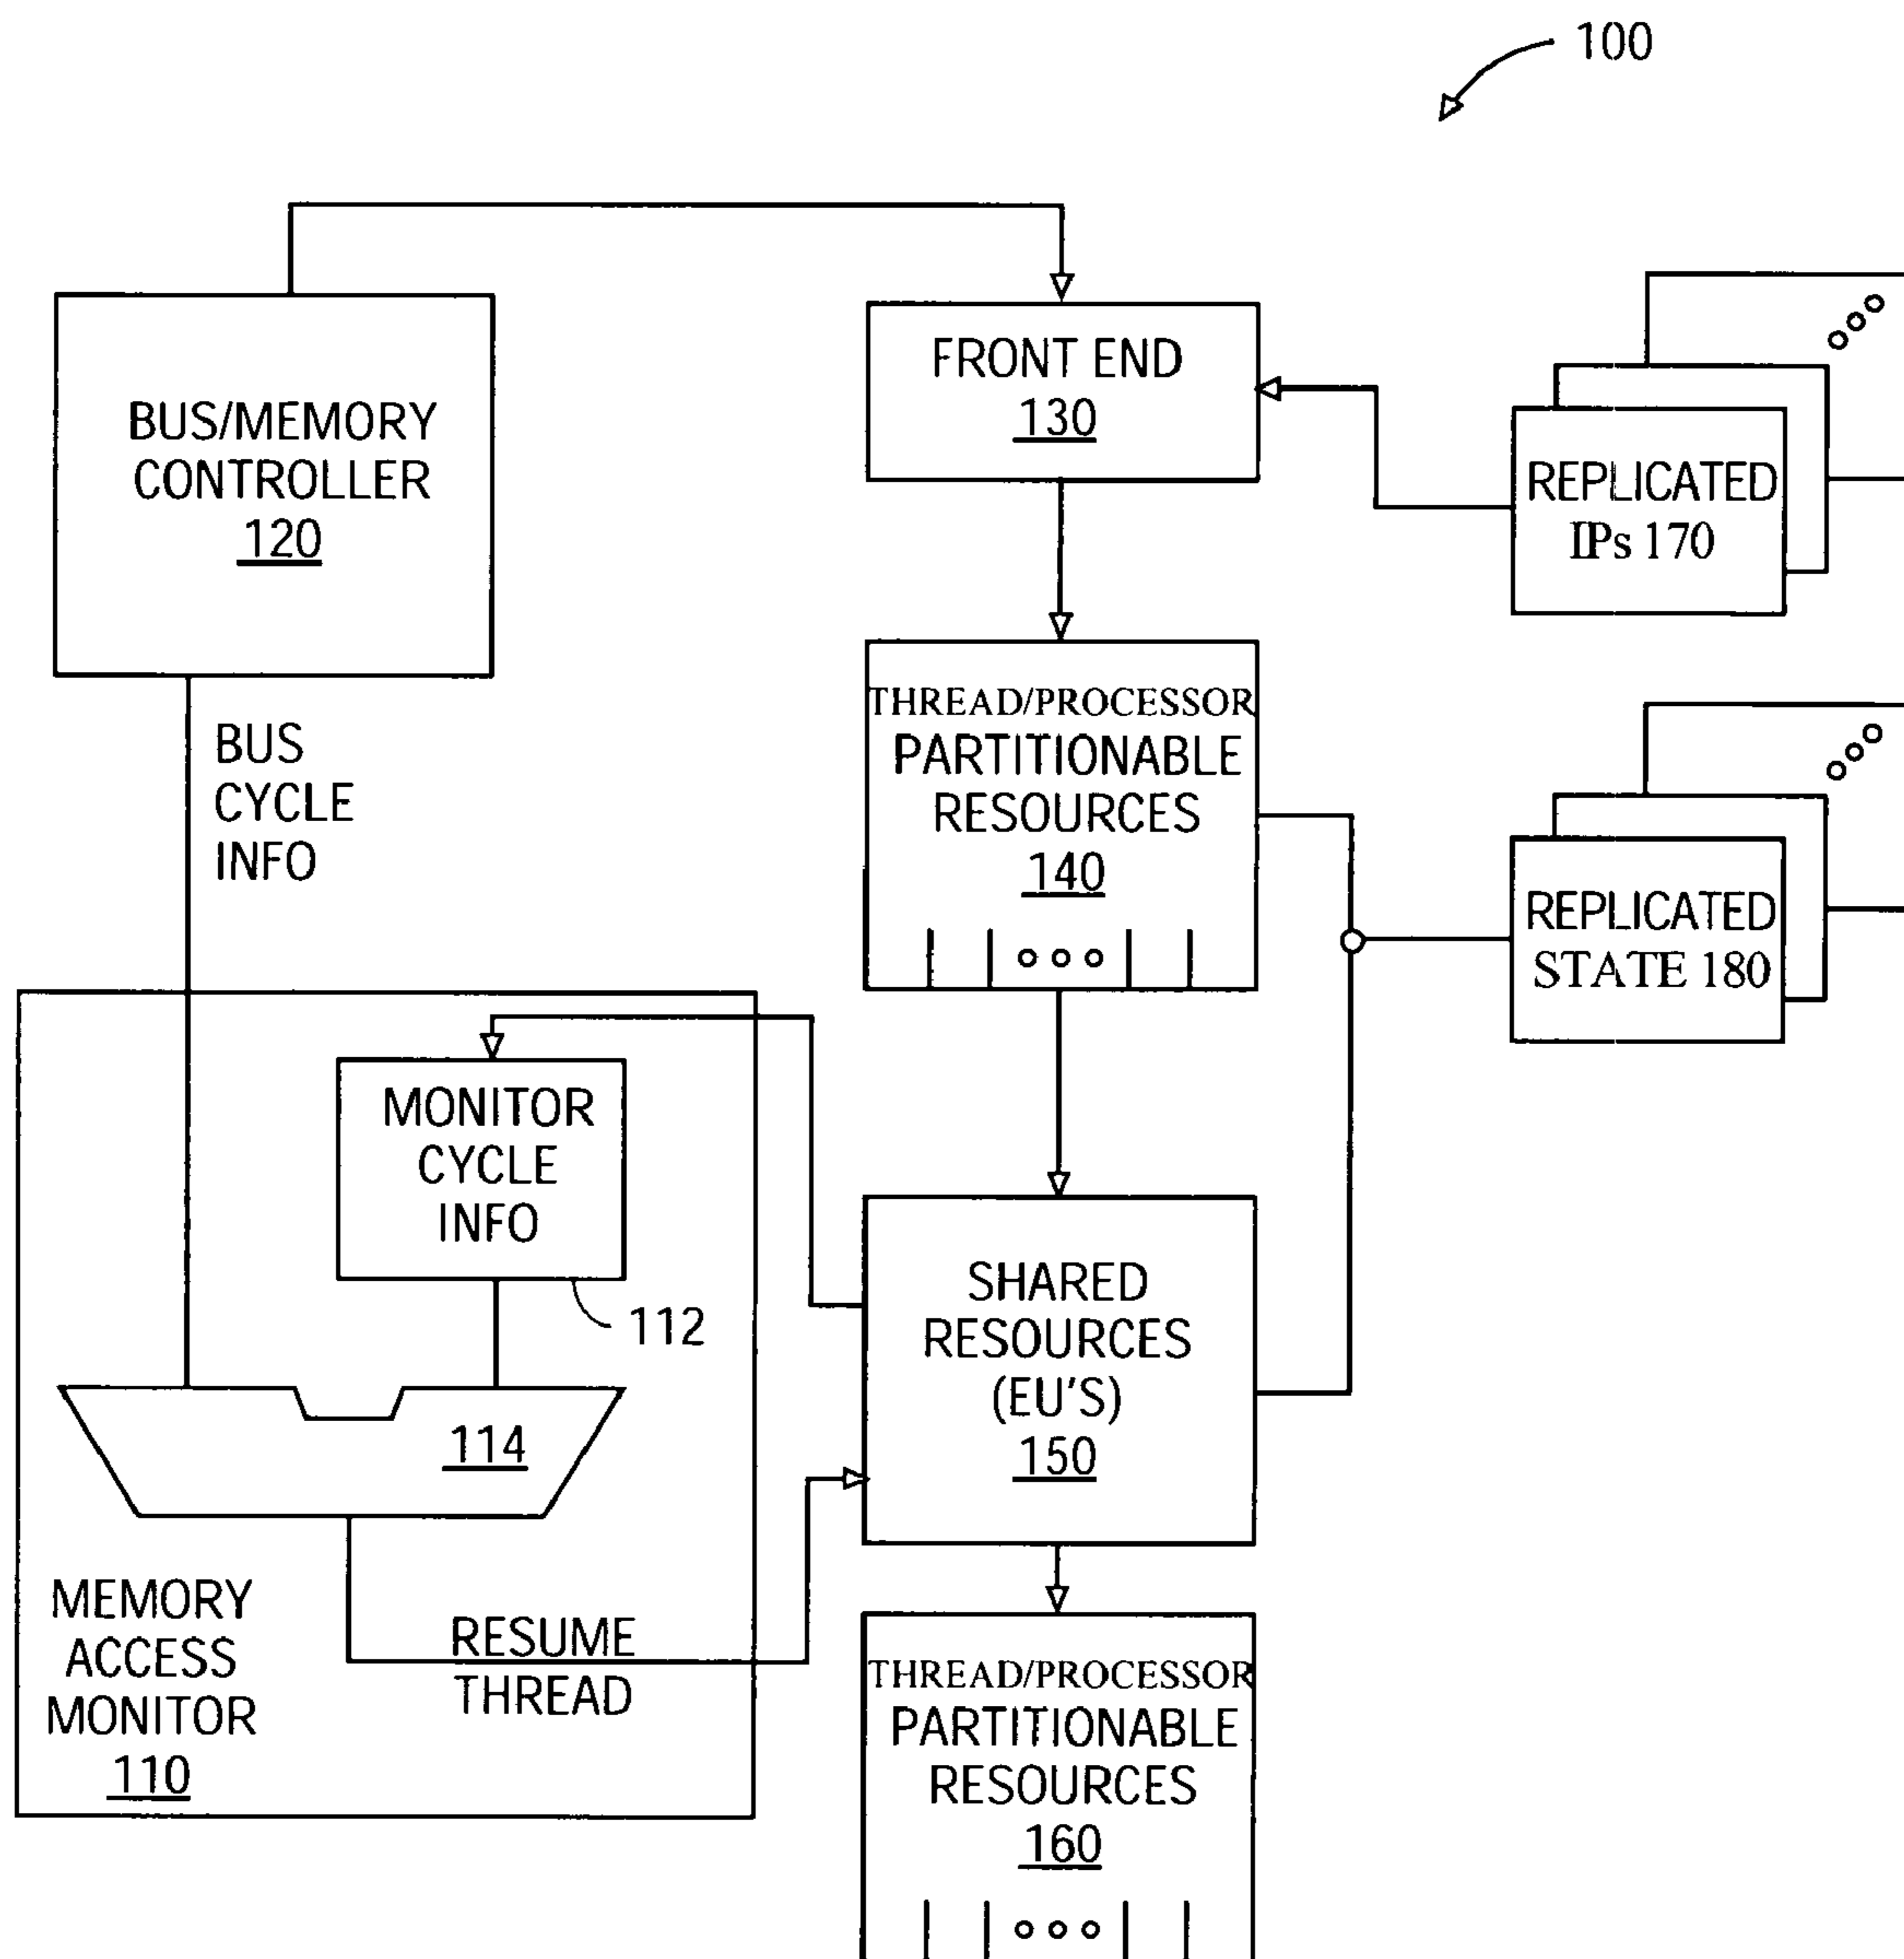 100
BUS/MEMORY
CONTROLLER
120
FRONT END
130
REPLICATED
IPs 170
BUS
CYCLE
INFO
THREAD/PROCESSOR
PARTITIONABLE
RESOURCES
140
REPLICATED
STATE 180
MONITOR
CYCLE
INFO
112
114
SHARED
RESOURCES
(EU'S)
150
MEMORY
ACCESS
MONITOR
110
RESUME
THREAD
THREAD/PROCESSOR
PARTITIONABLE
RESOURCES
160